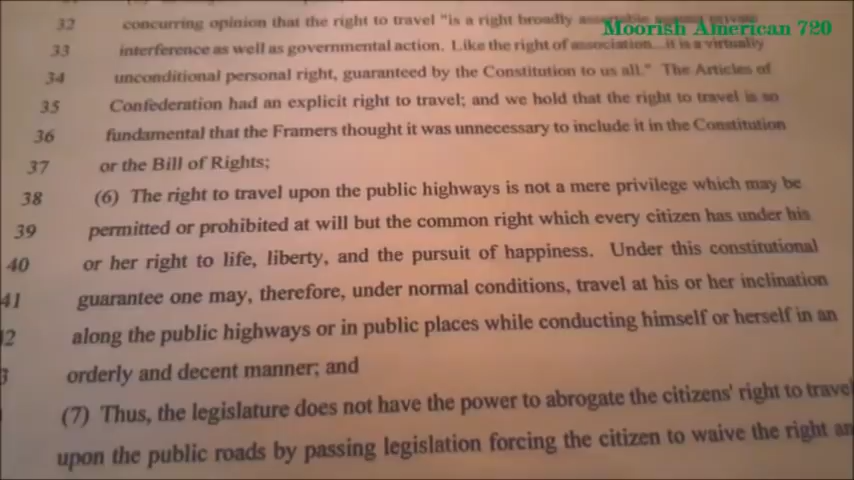 32 concurring opinion that the right to travel "is a right broadly assertable against private
Moorish American 720
33 interference as well as governmental action. Like the right of association...it is a virtually
34 unconditional personal right, guaranteed by the Constitution to us all." The Articles of
35 Confederation had an explicit right to travel; and we hold that the right to travel is so
36 fundamental that the Framers thought it was unnecessary to include it in the Constitution
37 or the Bill of Rights;
38 (6) The right to travel upon the public highways is not a mere privilege which may be
39 permitted or prohibited at will but the common right which every citizen has under his
40 or her right to life, liberty, and the pursuit of happiness. Under this constitutional
41 guarantee one may, therefore, under normal conditions, travel at his or her inclination
2 along the public highways or in public places while conducting himself or herself in an
3 orderly and decent manner; and
(7) Thus, the legislature does not have the power to abrogate the citizens' right to travel
upon the public roads by passing legislation forcing the citizen to waive the right an